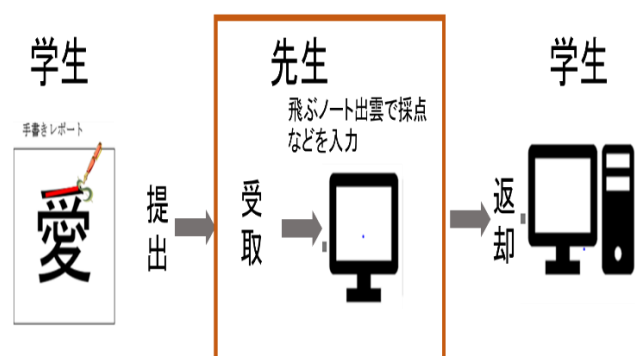 学生
手書きレポート
愛
提出
先生
飛ぶノート出雲で採点
などを入力
受取
返却
学生